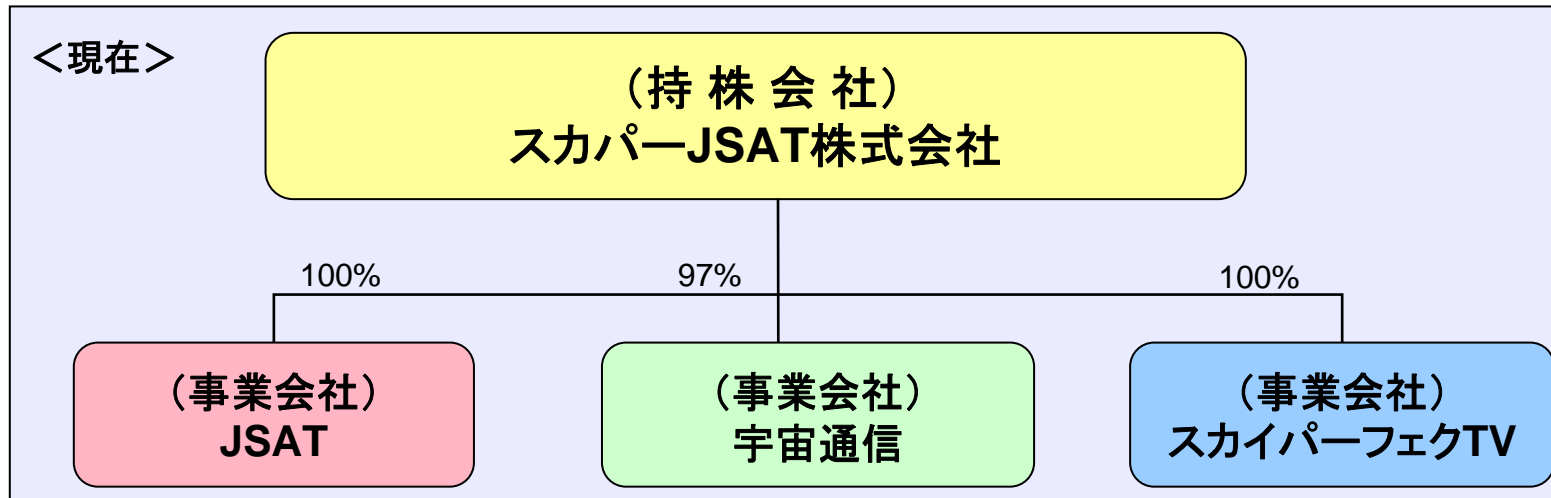 ＜現在＞
（持 株 会 社）
スカパーJSAT株式会社
100%
97%
100%
（事業会社）
JSAT
（事業会社）
宇宙通信
（事業会社）
スカイパーフェクTV